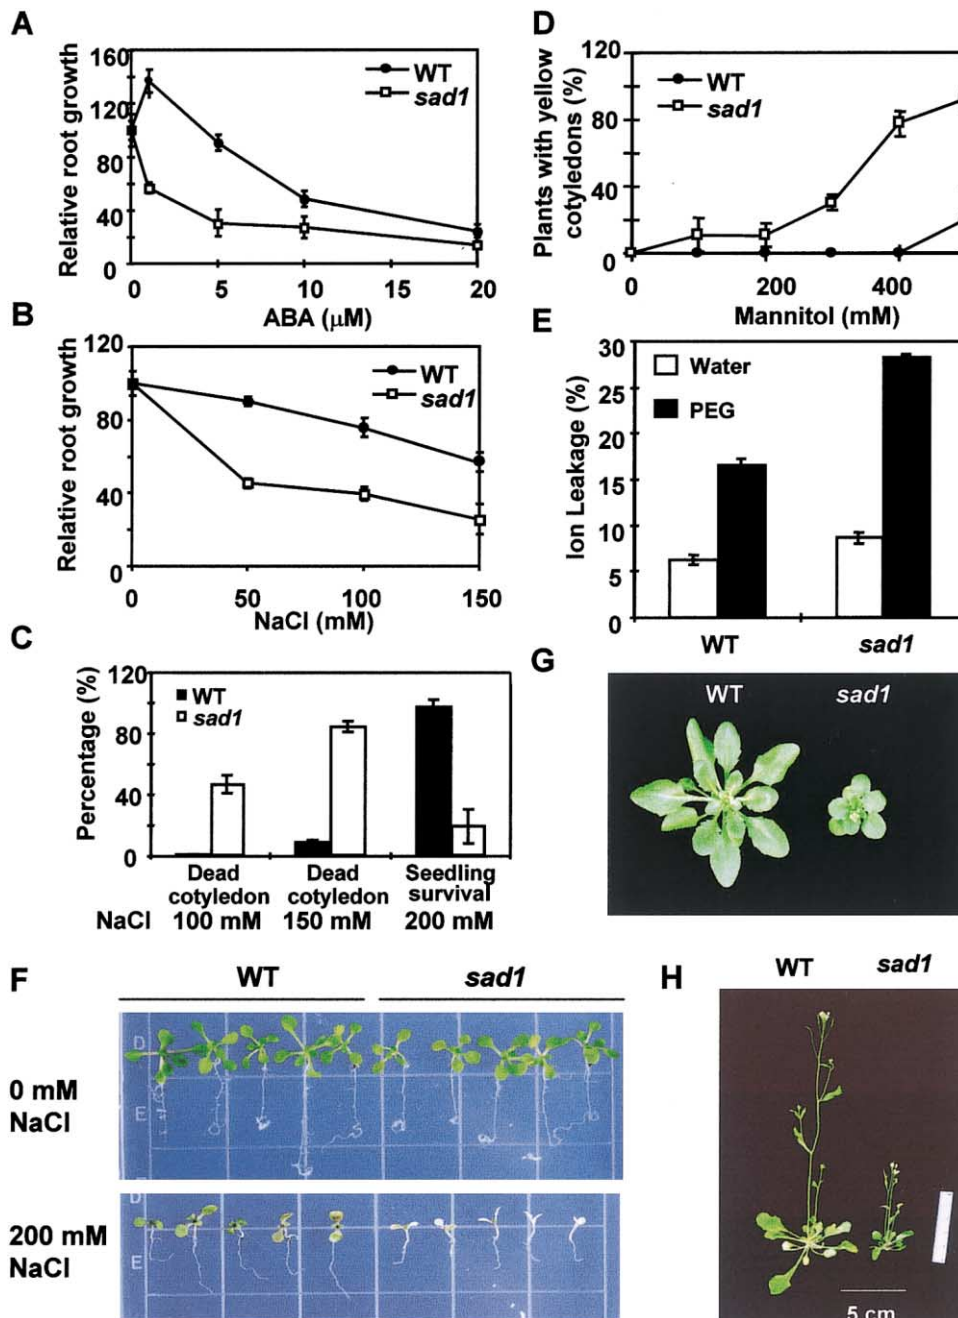 A
160
120
80
40
0
Relative root growth
WT
sad1
0 5 10 15 20
ABA (μM)
B
120
80
40
0
Relative root growth
WT
sad1
0 50 100 150
NaCl (mM)
C
120
80
40
0
Percentage (%)
WT
sad1
Dead cotyledon
Dead cotyledon
Seedling survival
NaCl 100 mM 150 mM 200 mM
D
120
80
40
0
Plants with yellow
cotyledons (%)
WT
sad1
0 200 400
Mannitol (mM)
E
30
25
20
15
10
5
0
Ion Leakage (%)
Water
PEG
WT sad1
G
WT sad1
F
WT sad1
0 mM
NaCl
D
E
200 mM
NaCl
D
E
H
WT sad1
5 cm